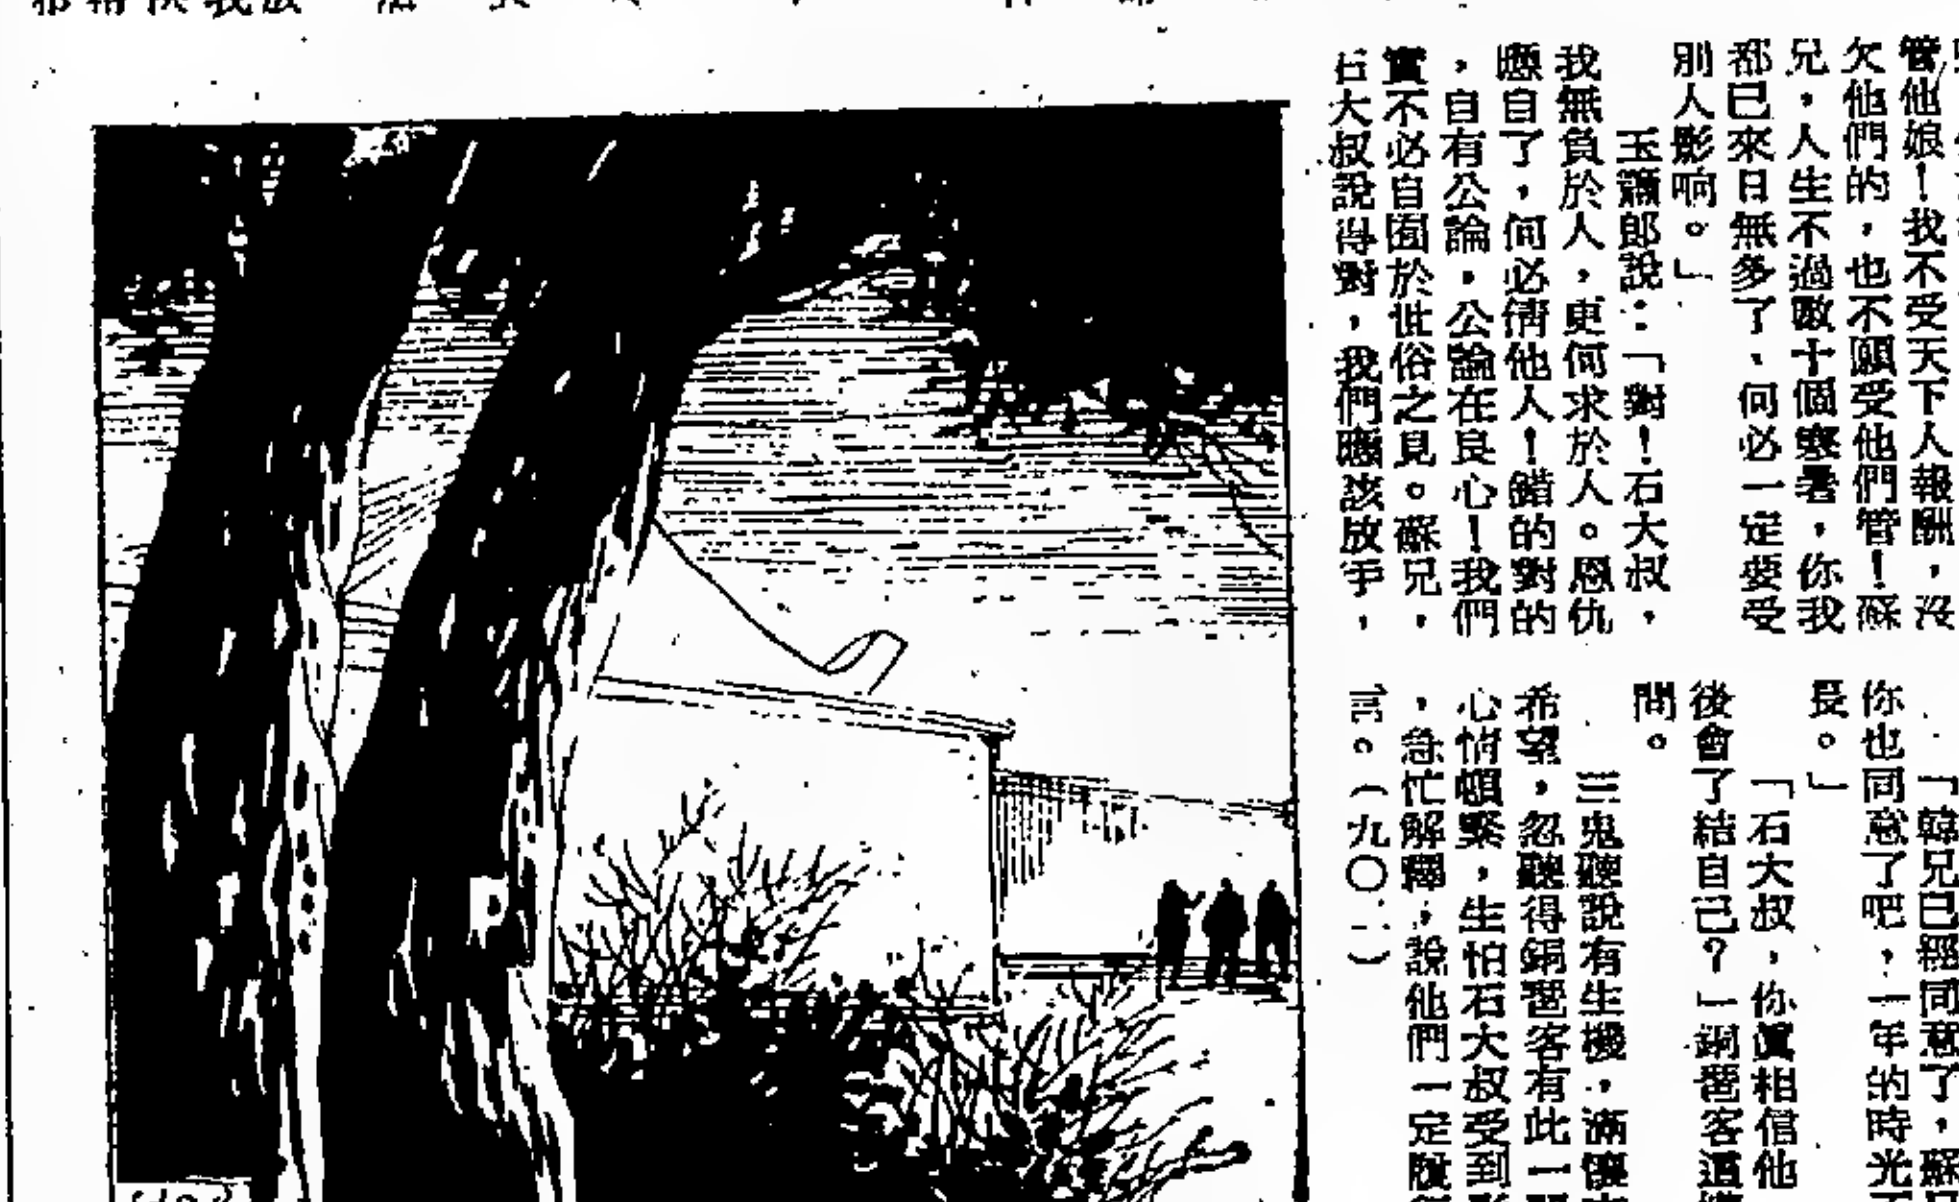 管他娘！我不受天下人報酬，沒
欠他們的，也不願受他們管！蘇
兄，人生不過數十個寒暑，你我
都已來日無多了、何必一定要受
別人影响。」
玉簫郎說：「對！石大叔，
我無負於人，更何求於人。恩仇
應自了，何必倩他人！錯的對的
，自有公論，公論在良心！我們
實不必自囿於世俗之見。蘇兄，
石大叔說得對，我們應該放手，
「韓兄已經同意了，
你也同意了吧，一年的時光
長。」
「石大叔，你眞相信他
後會了結自己？」銅琶客這
問。
三鬼聽說有生機，滿懷
希望，忽聽得銅琶客有此一
心情頓緊，生怕石大叔受到
，急忙解釋，說他們一定履
言。（九〇